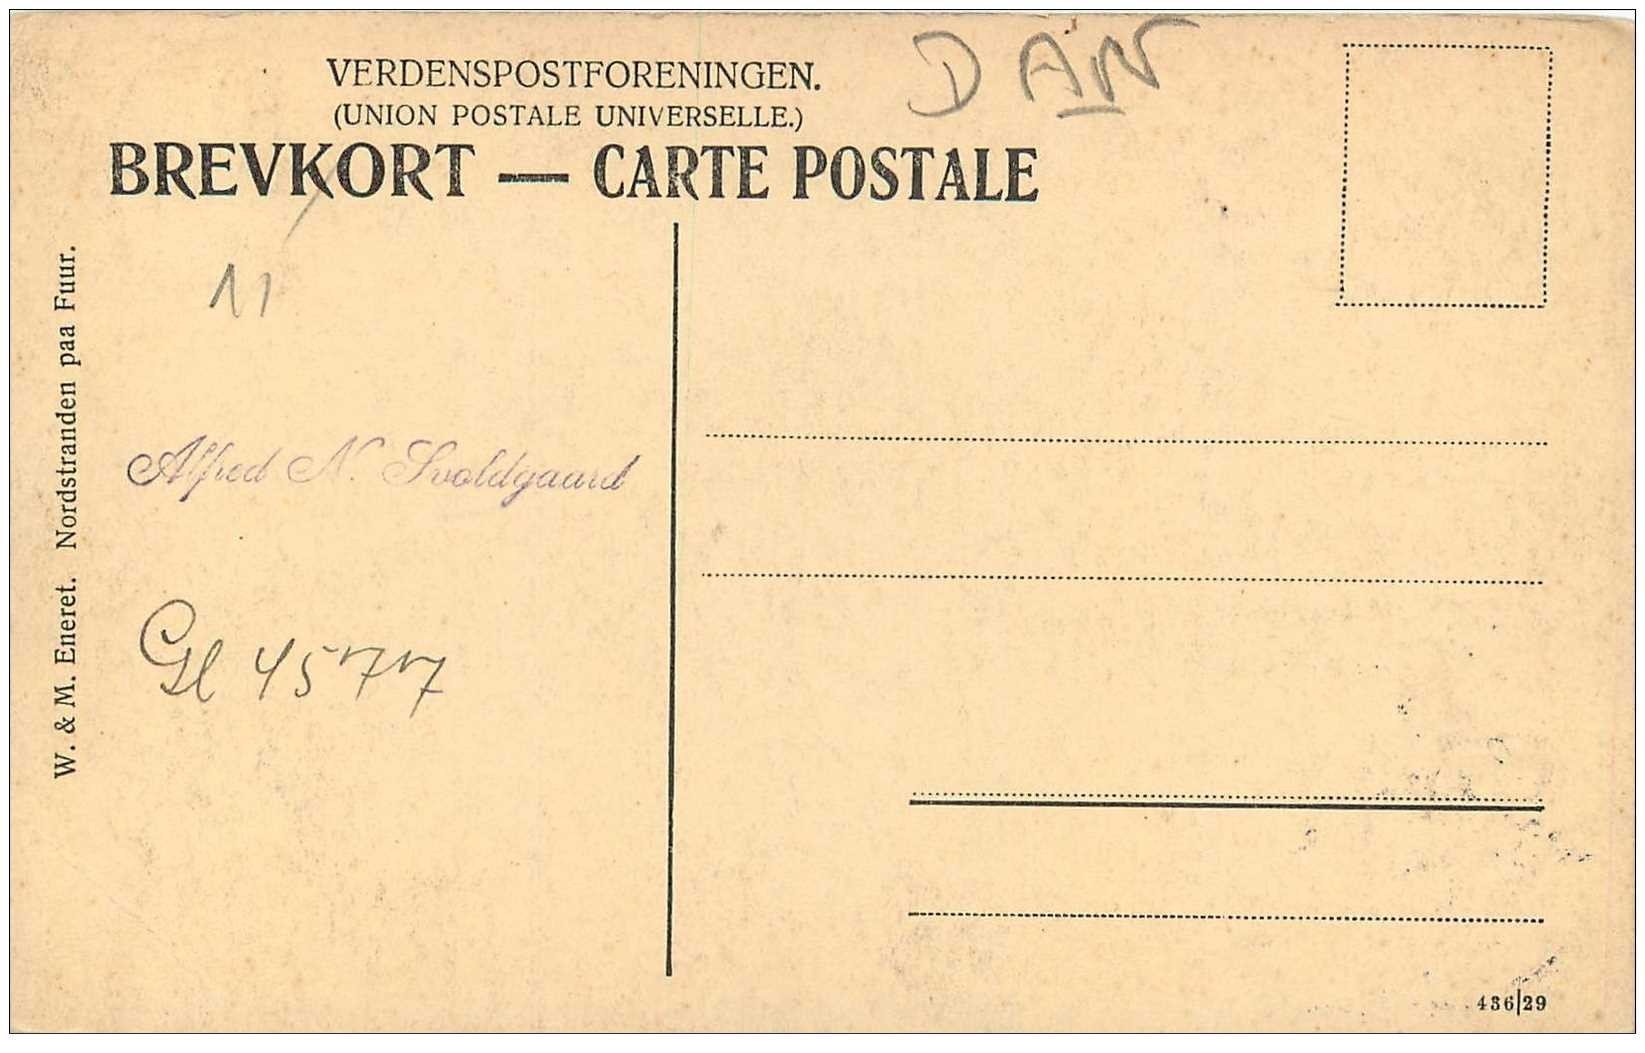 VERDENSPOSTFORENINGEN.
(UNION POSTALE UNIVERSELLE.)
BREVKORT — CARTE POSTALE
DAN
11
Alfred N. Svoldgaard
Gl 4577
W. & M. Eneret. Nordstranden paa Fuur.
436/29